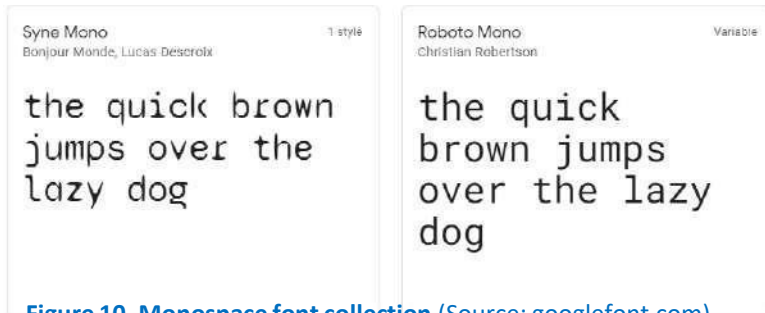 Syne Mono 1 style
Bonjour Monde, Lucas Descroix
the quick brown
jumps over the
lazy dog
Roboto Mono Variable
Christian Robertson
the quick
brown jumps
over the lazy
dog
Figure 10. Monospace font collection (Source: googlefont.com)